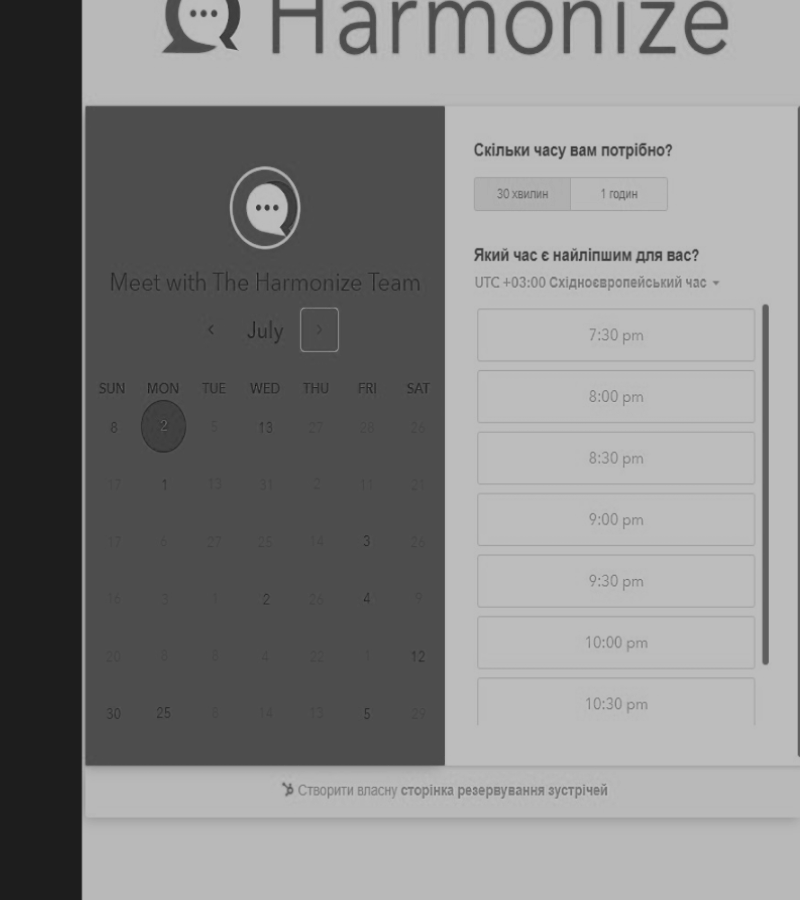 Harmonize
Meet with The Harmonize Team
July
SUN MON TUE WED THU FRI SAT
8 2 5 13 27 28 26
17 1 13 31 2 11 21
17 6 27 25 14 3 26
16 3 1 2 26 4 9
20 8 8 4 22 1 12
30 25 8 14 13 5 29
Скільки часу вам потрібно?
30 хвилин 1 годин
Який час є найліпшим для вас?
UTC +03:00 Східноєвропейський час
7:30 pm
8:00 pm
8:30 pm
9:00 pm
9:30 pm
10:00 pm
10:30 pm
Створити власну сторінка резервування зустрічей